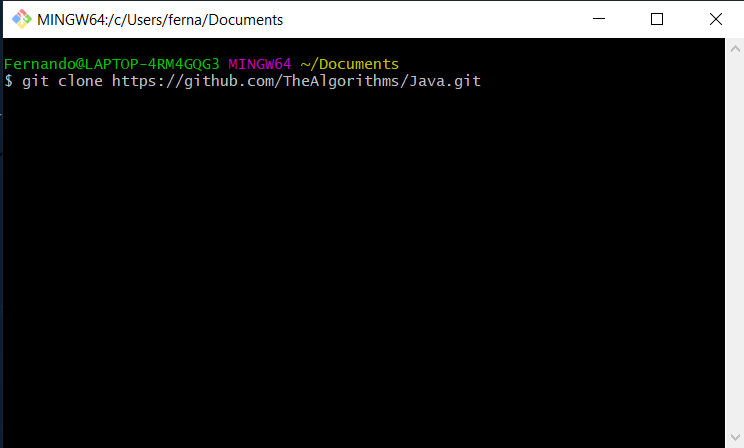 MINGW64:/c/Users/ferna/Documents
Fernando@LAPTOP-4RM4GQG3 MINGW64 ~/Documents
$ git clone https://github.com/TheAlgorithms/Java.git